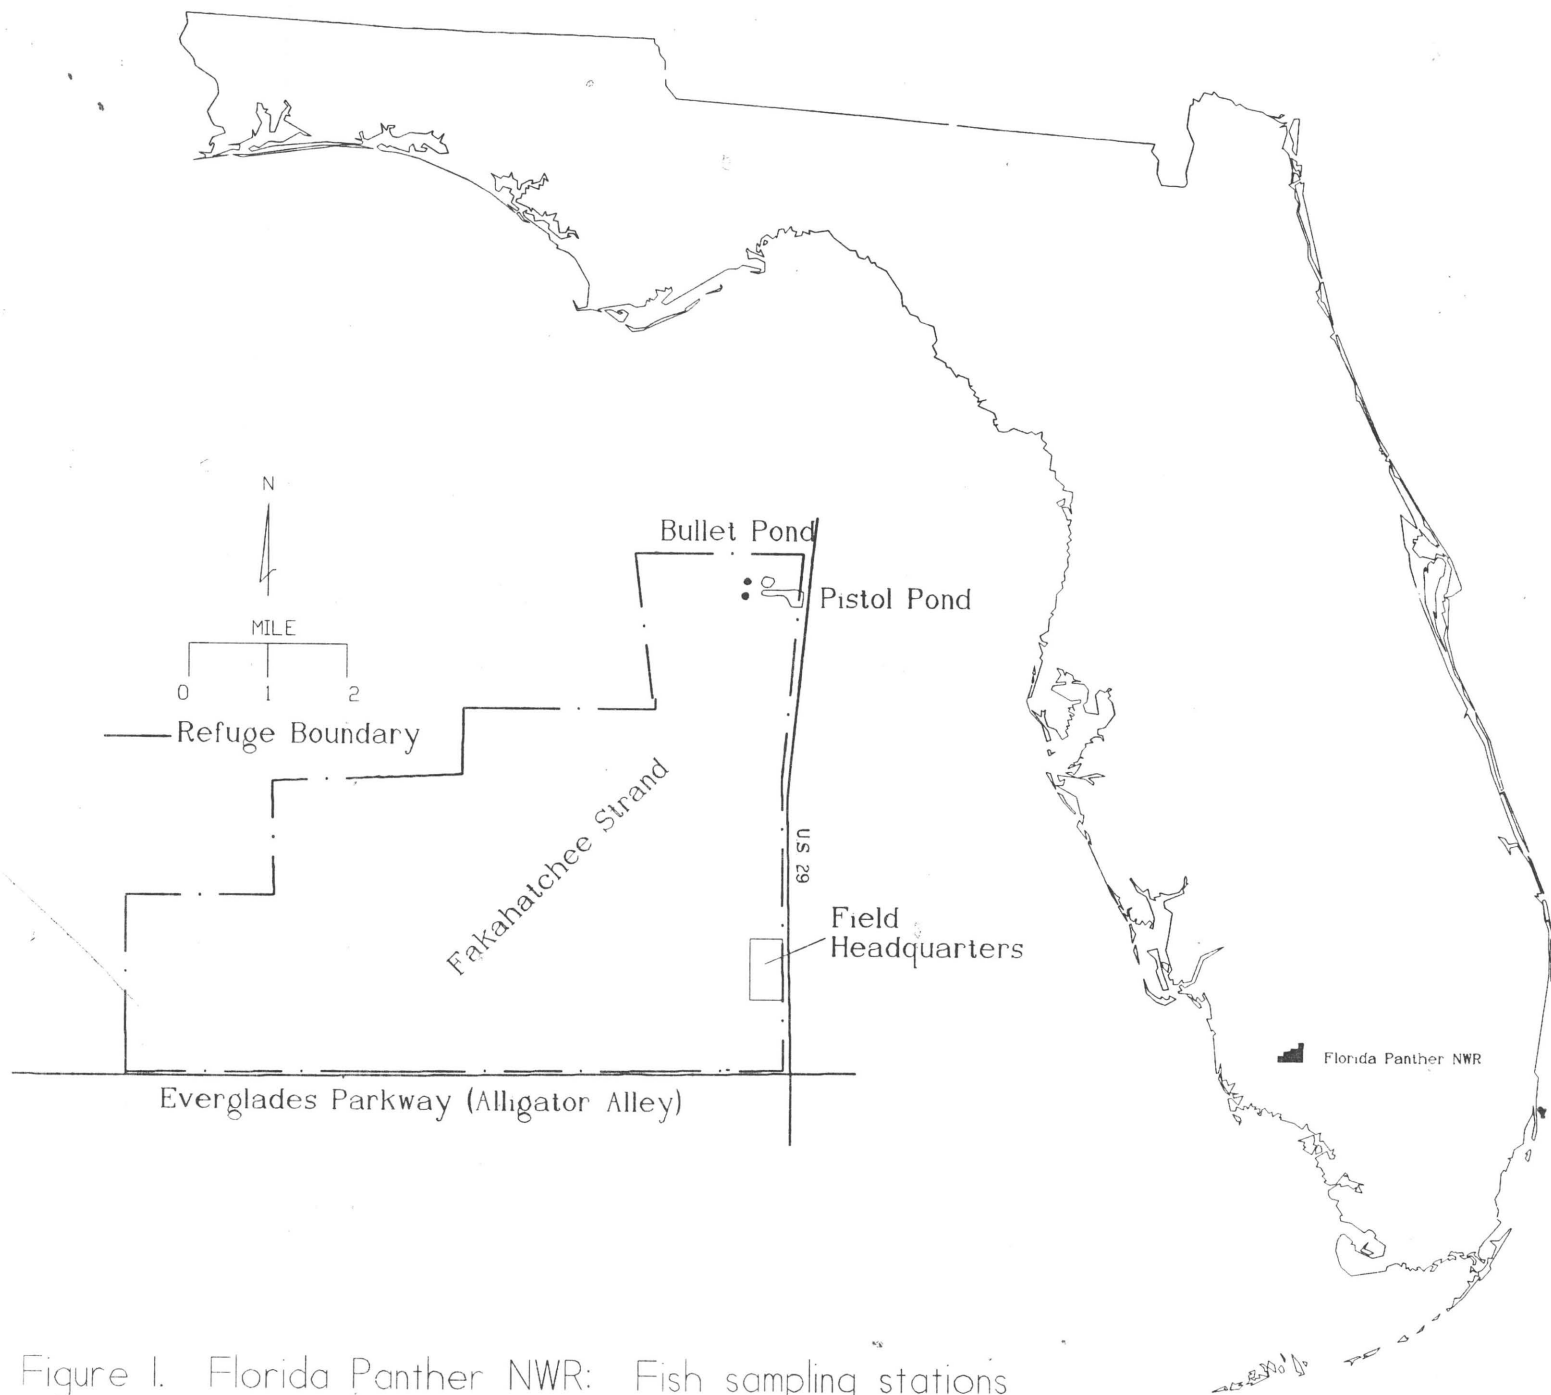 N
Bullet Pond
Pistol Pond
MILE
0 1 2
Refuge Boundary
Fakahatchee Strand
US 29
Field
Headquarters
Florida Panther NWR
Everglades Parkway (Alligator Alley)
Figure 1. Florida Panther NWR: Fish sampling stations